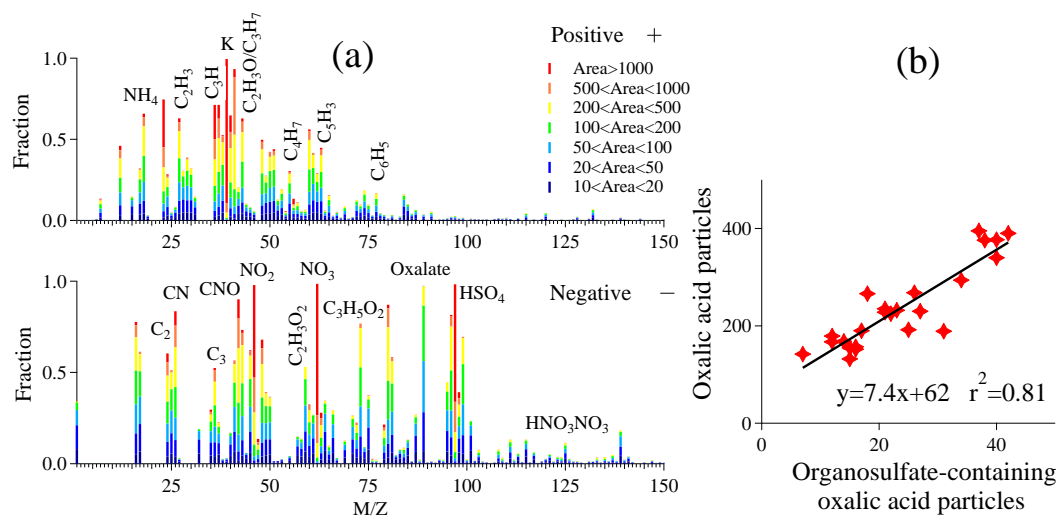 (a)
Positive +
Area>1000
500<Area<1000
200<Area<500
100<Area<200
50<Area<100
20<Area<50
10<Area<20
Fraction
1.0
0.5
0.0
NH₄
C₂H₃
C₃H
K
C₂H₃O/C₃H₇
C₄H₇
C₅H₃
C₆H₅
25 50 75 100 125 150
Negative −
Fraction
1.0
0.5
0.0
C₂
CN
C₃
CNO
NO₂
C₂H₃O₂
NO₃
C₃H₅O₂
Oxalate
HSO₄
HNO₃NO₃
25 50 75 100 125 150
M/Z
(b)
Oxalic acid particles
400
200
0
y=7.4x+62 r²=0.81
0 20 40
Organosulfate-containing
oxalic acid particles